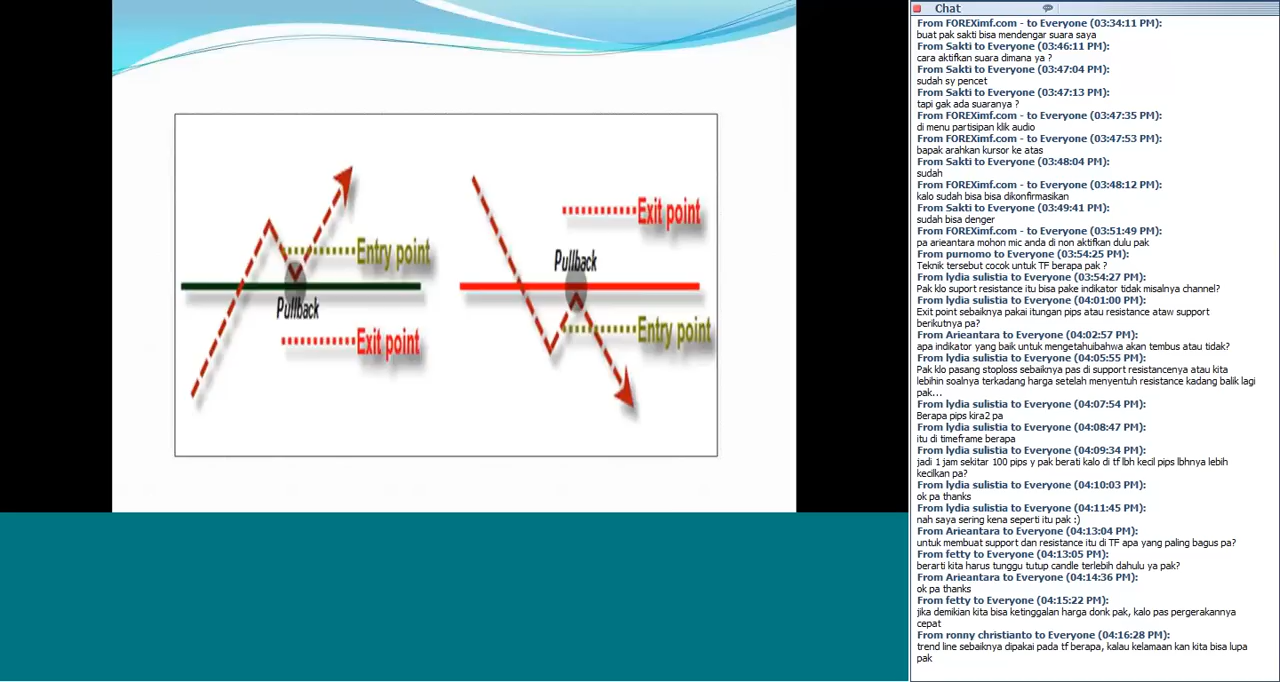 Exit point
Pullback
Entry point
Pullback
Entry point
Exit point
Chat
From FOREXimf.com - to Everyone (03:34:11 PM):
buat pak sakti bisa mendengar suara saya
From Sakti to Everyone (03:46:11 PM):
cara aktifkan suara dimana ya ?
From Sakti to Everyone (03:47:04 PM):
sudah sy pencet
From Sakti to Everyone (03:47:13 PM):
tapi gak ada suaranya ?
From FOREXimf.com - to Everyone (03:47:35 PM):
di menu partisipan klik audio
From FOREXimf.com - to Everyone (03:47:53 PM):
bapak arahkan kursor ke atas
From Sakti to Everyone (03:48:04 PM):
sudah
From FOREXimf.com - to Everyone (03:48:12 PM):
kalo sudah bisa bisa dikonfirmasikan
From Sakti to Everyone (03:49:41 PM):
sudah bisa denger
From FOREXimf.com - to Everyone (03:51:49 PM):
pa arieantara mohon mic anda di non aktifkan dulu pak
From purnomo to Everyone (03:54:25 PM):
Teknik tersebut cocok untuk TF berapa pak ?
From lydia sulistia to Everyone (03:54:27 PM):
Pak klo suport resistance itu bisa pake indikator tidak misalnya channel?
From lydia sulistia to Everyone (04:01:00 PM):
Exit point sebaiknya pakai itungan pips atau resistance ataw support
berikutnya pa?
From Arieantara to Everyone (04:02:57 PM):
apa indikator yang baik untuk mengetahuibahwa akan tembus atau tidak?
From lydia sulistia to Everyone (04:05:55 PM):
Pak klo pasang stoploss sebaiknya pas di support resistancenya atau kita
lebihin soalnya terkadang harga setelah menyentuh resistance kadang balik lagi
pak...
From lydia sulistia to Everyone (04:07:54 PM):
Berapa pips kira2 pa
From lydia sulistia to Everyone (04:08:47 PM):
itu di timeframe berapa
From lydia sulistia to Everyone (04:09:34 PM):
jadi 1 jam sekitar 100 pips y pak berati kalo di tf lbh kecil pips lbhnya lebih
kecilkan pa?
From lydia sulistia to Everyone (04:10:03 PM):
ok pa thanks
From lydia sulistia to Everyone (04:11:45 PM):
nah saya sering kena seperti itu pak :)
From Arieantara to Everyone (04:13:04 PM):
untuk membuat support dan resistance itu di TF apa yang paling bagus pa?
From fetty to Everyone (04:13:05 PM):
berarti kita harus tunggu tutup candle terlebih dahulu ya pak?
From Arieantara to Everyone (04:14:36 PM):
ok pa thanks
From fetty to Everyone (04:15:22 PM):
jika demikian kita bisa ketinggalan harga donk pak, kalo pas pergerakannya
cepat
From ronny christianto to Everyone (04:16:28 PM):
trend line sebaiknya dipakai pada tf berapa, kalau kelamaan kan kita bisa lupa
pak